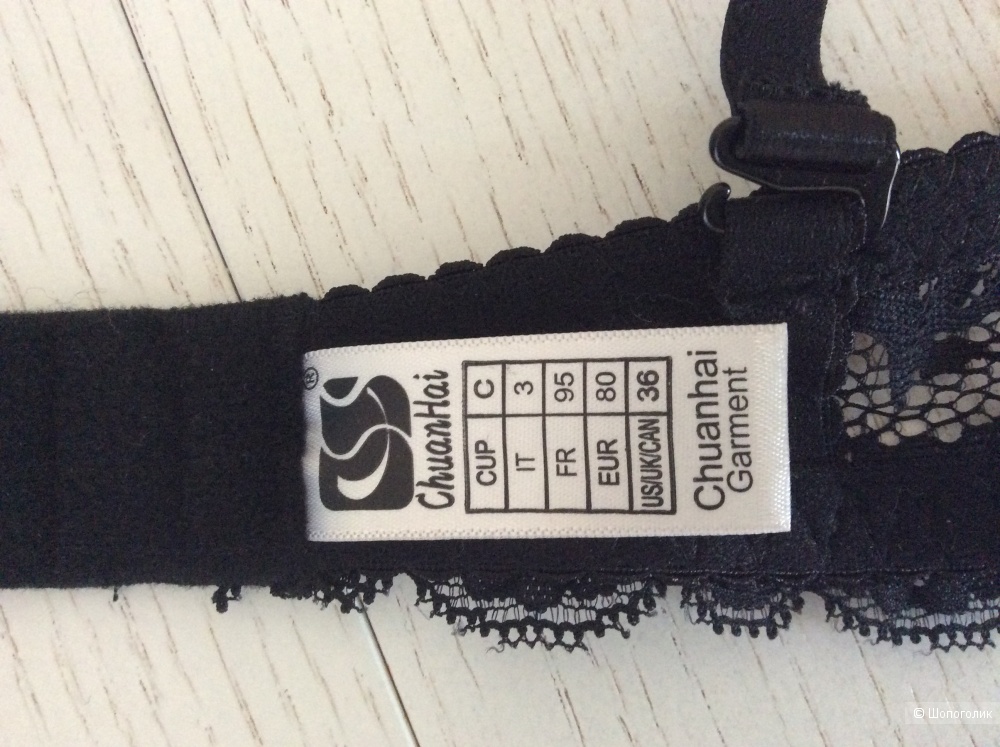 ®
ChuanHai
CUP C
IT 3
FR 95
EUR 80
US/UK/CAN 36
Chuanhai
Garment
© Шопоголик